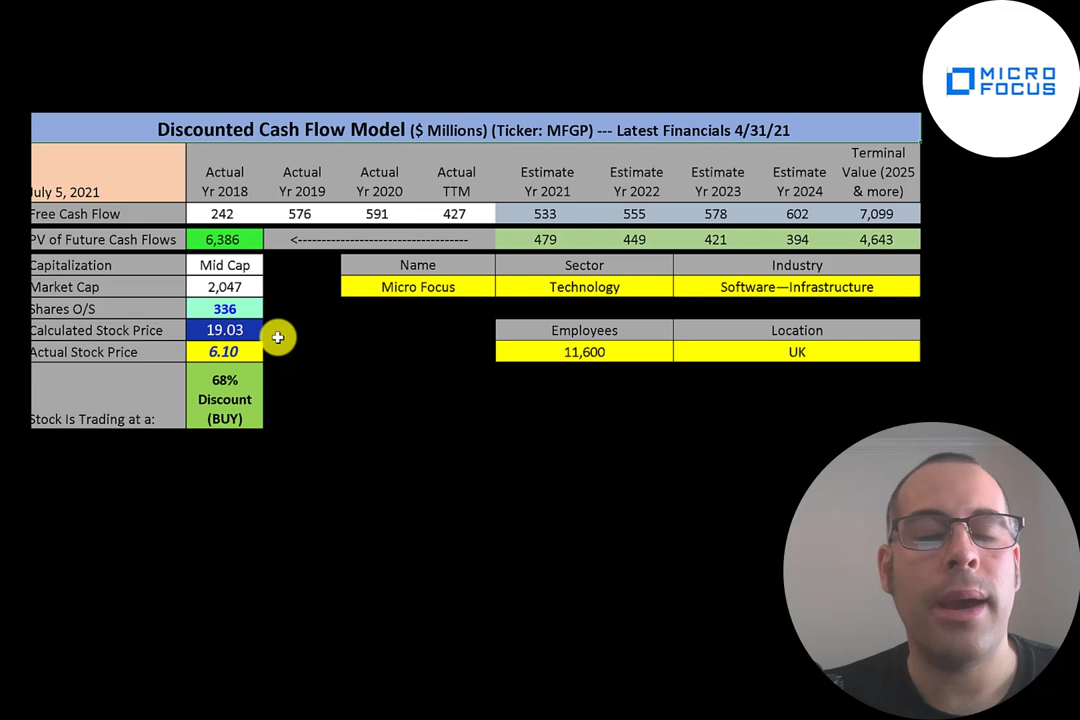 MICRO
FOCUS
Discounted Cash Flow Model ($ Millions) (Ticker: MFGP) --- Latest Financials 4/31/21
July 5, 2021
Actual Yr 2018
Actual Yr 2019
Actual Yr 2020
Actual TTM
Estimate Yr 2021
Estimate Yr 2022
Estimate Yr 2023
Estimate Yr 2024
Terminal Value (2025 & more)
Free Cash Flow 242 576 591 427 533 555 578 602 7,099
PV of Future Cash Flows 6,386 <------------------------------------ 479 449 421 394 4,643
Capitalization Mid Cap Name Sector Industry
Market Cap 2,047 Micro Focus Technology Software—Infrastructure
Shares O/S 336
Calculated Stock Price 19.03 Employees Location
Actual Stock Price 6.10 11,600 UK
Stock Is Trading at a: 68% Discount (BUY)